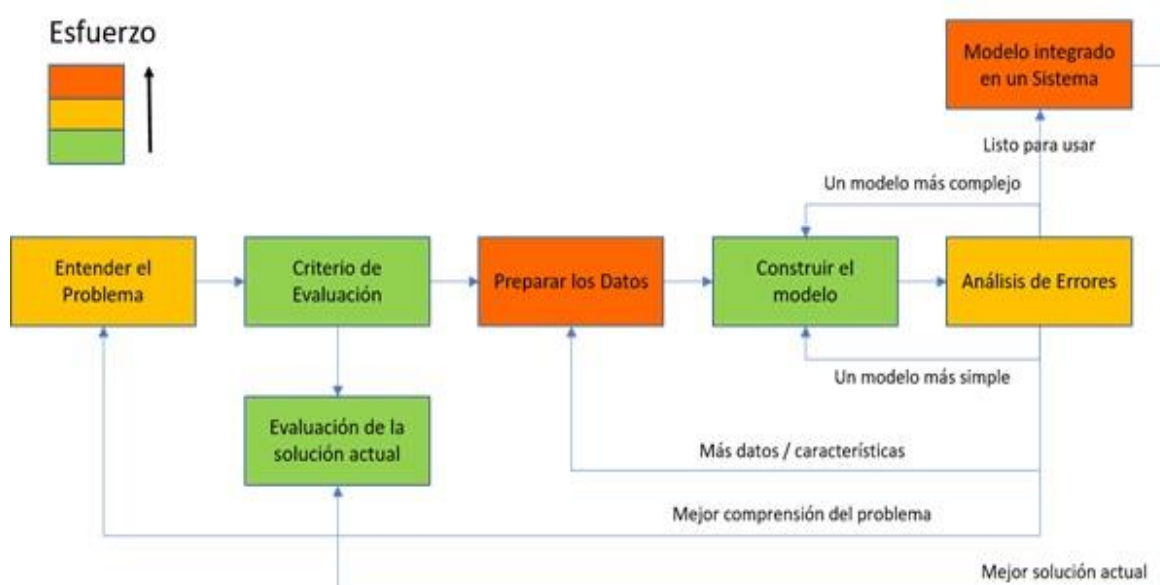 Esfuerzo
Modelo integrado
en un Sistema
Listo para usar
Un modelo más complejo
Entender el
Problema
Criterio de
Evaluación
Preparar los Datos
Construir el
modelo
Análisis de Errores
Un modelo más simple
Evaluación de la
solución actual
Más datos / características
Mejor comprensión del problema
Mejor solución actual